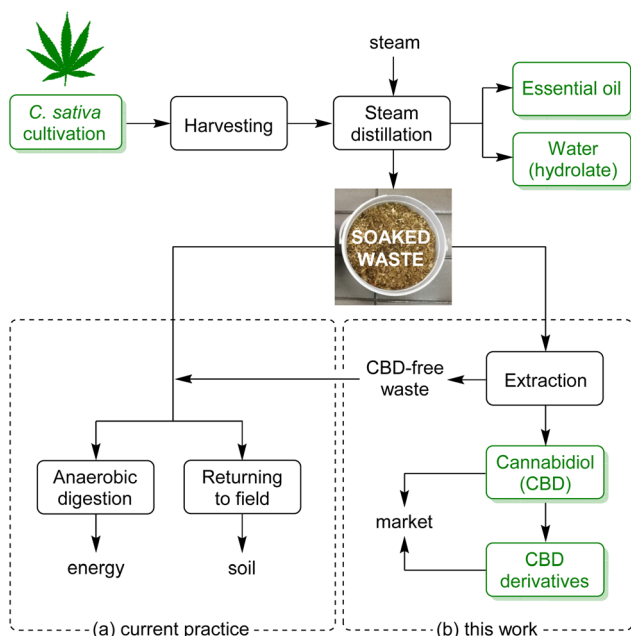 steam
C. sativa
cultivation
Harvesting
Steam
distillation
Essential oil
Water
(hydrolate)
SOAKED
WASTE
CBD-free
waste
Extraction
Anaerobic
digestion
Returning
to field
Cannabidiol
(CBD)
market
energy
soil
CBD
derivatives
(a) current practice
(b) this work